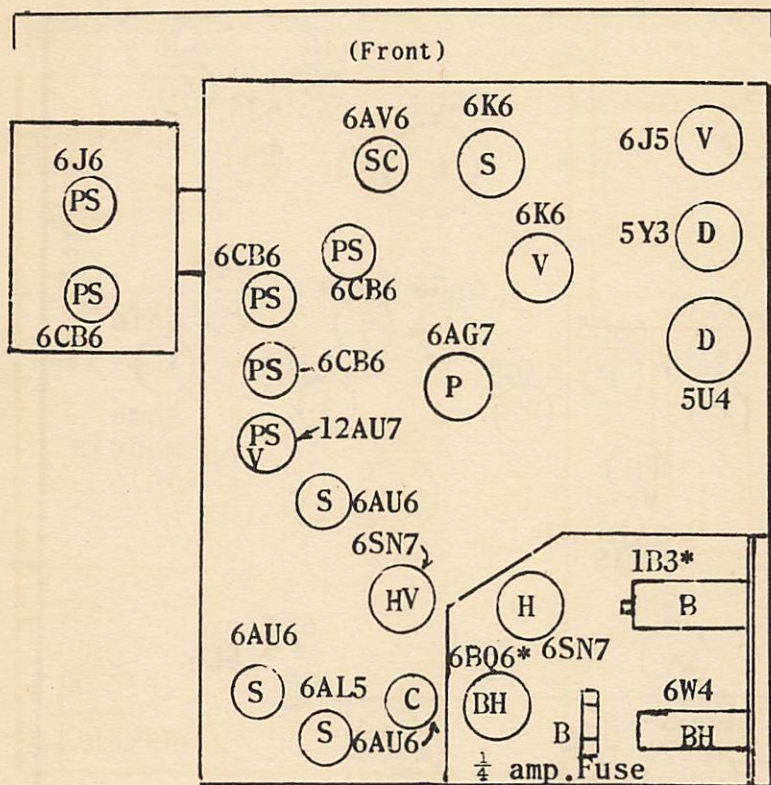 (Front)
6AV6
6K6
SC
S
6J5
V
6J6
PS
6K6
5Y3
D
6CB6
PS
V
PS
PS
6CB6
6CB6
6AG7
D
PS
6CB6
P
5U4
PS
V
12AU7
S
6AU6
6SN7
1B3*
HV
H
B
6AU6
6BQ6*
6SN7
6AL5
6W4
S
C
BH
S
6AU6
B
BH
1/4 amp.Fuse